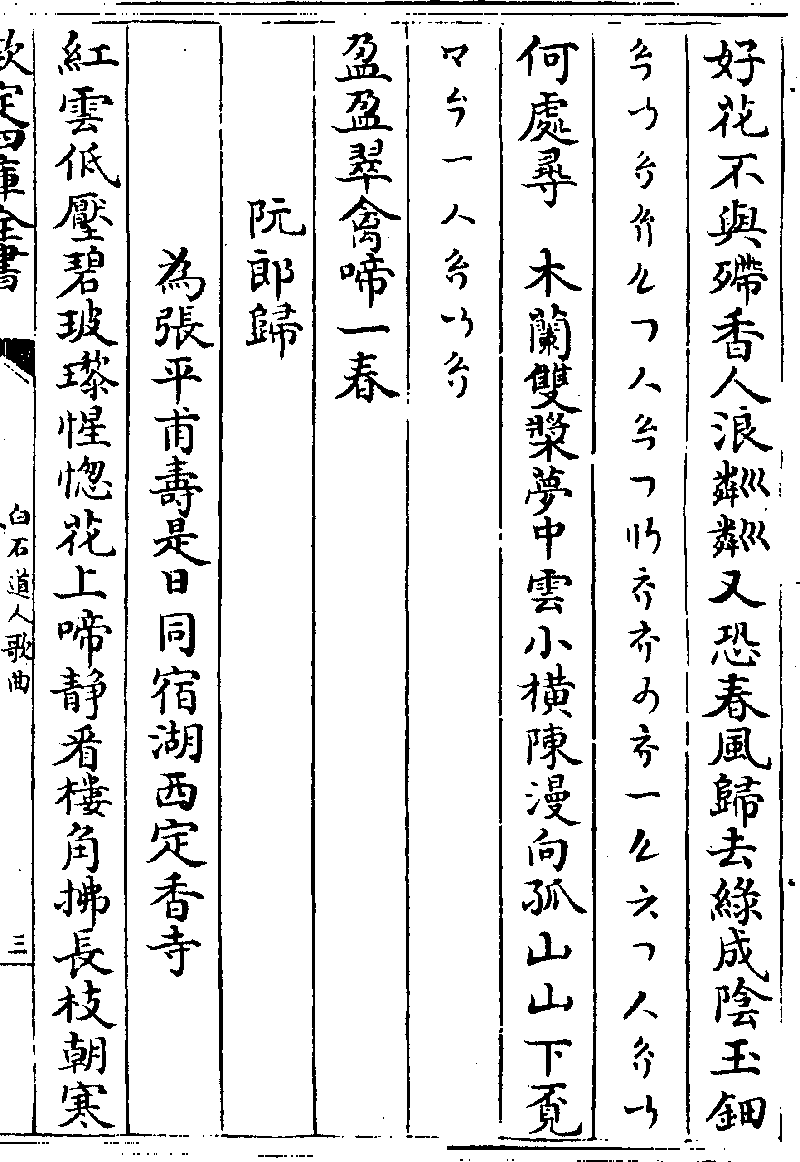 好花不與殢香人浪粼粼又恐春風歸去綠成陰玉鈿
何處尋　木蘭雙槳夢中雲小橫陳漫向孤山山下覔
盈盈翠禽啼一春
阮郎歸
為張平甫壽是日同宿湖西定香寺
紅雲低壓碧玻瓈惺惚花上啼静看樓角拂長枝朝寒
欽定四庫全書
白石道人歌曲
三